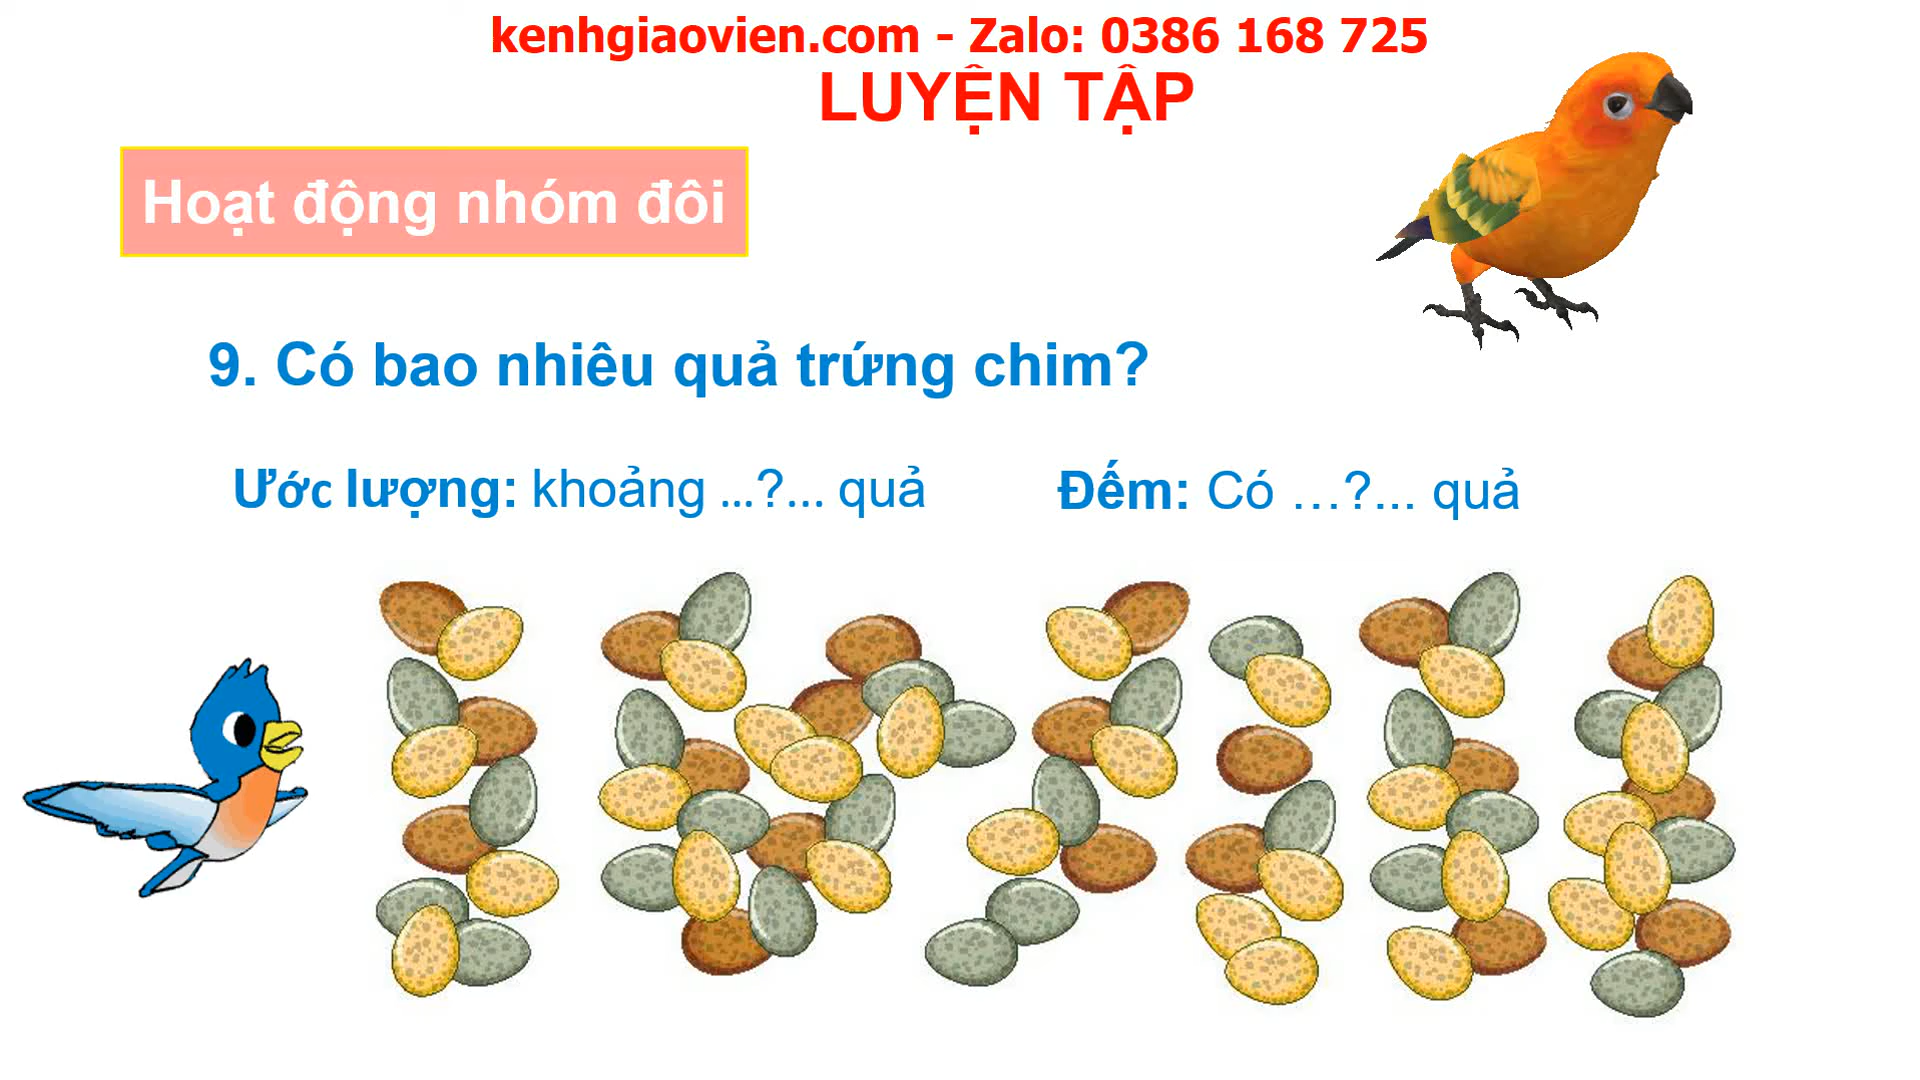 kenhgiaovien.com - Zalo: 0386 168 725
LUYỆN TẬP
Hoạt động nhóm đôi
9. Có bao nhiêu quả trứng chim?
Ước lượng: khoảng ...?... quả
Đếm: Có ...?... quả